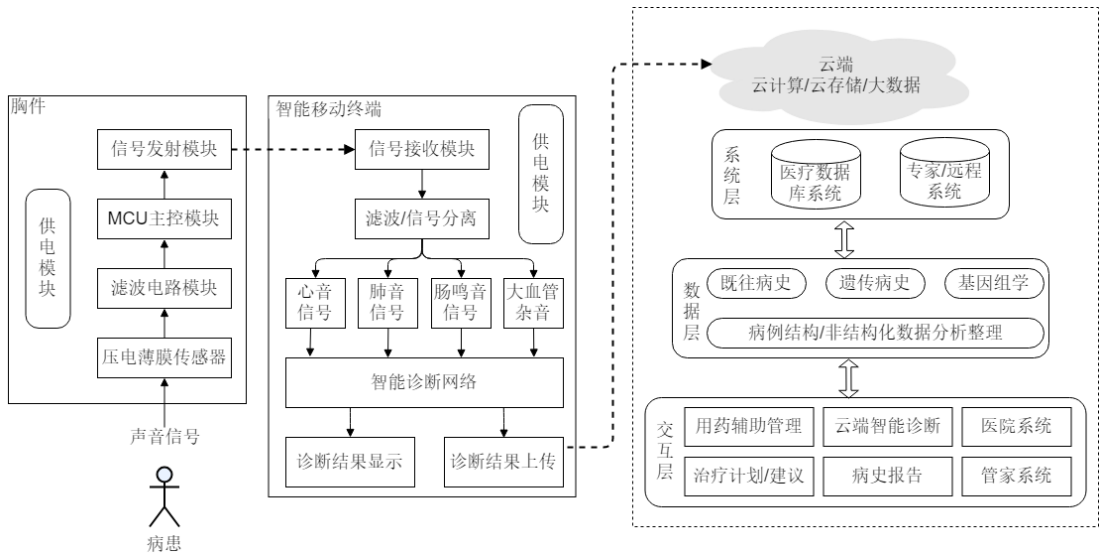 胸件
信号发射模块
MCU主控模块
滤波电路模块
压电薄膜传感器
供
电
模
块
声音信号
病患
智能移动终端
信号接收模块
供
电
模
块
滤波/信号分离
心音
信号
肺音
信号
肠鸣音
信号
大血管
杂音
智能诊断网络
诊断结果显示
诊断结果上传
云端
云计算/云存储/大数据
系
统
层
医疗数据
库系统
专家/远程
系统
数
据
层
既往病史
遗传病史
基因组学
病例结构/非结构化数据分析整理
交
互
层
用药辅助管理
云端智能诊断
医院系统
治疗计划/建议
病史报告
管家系统